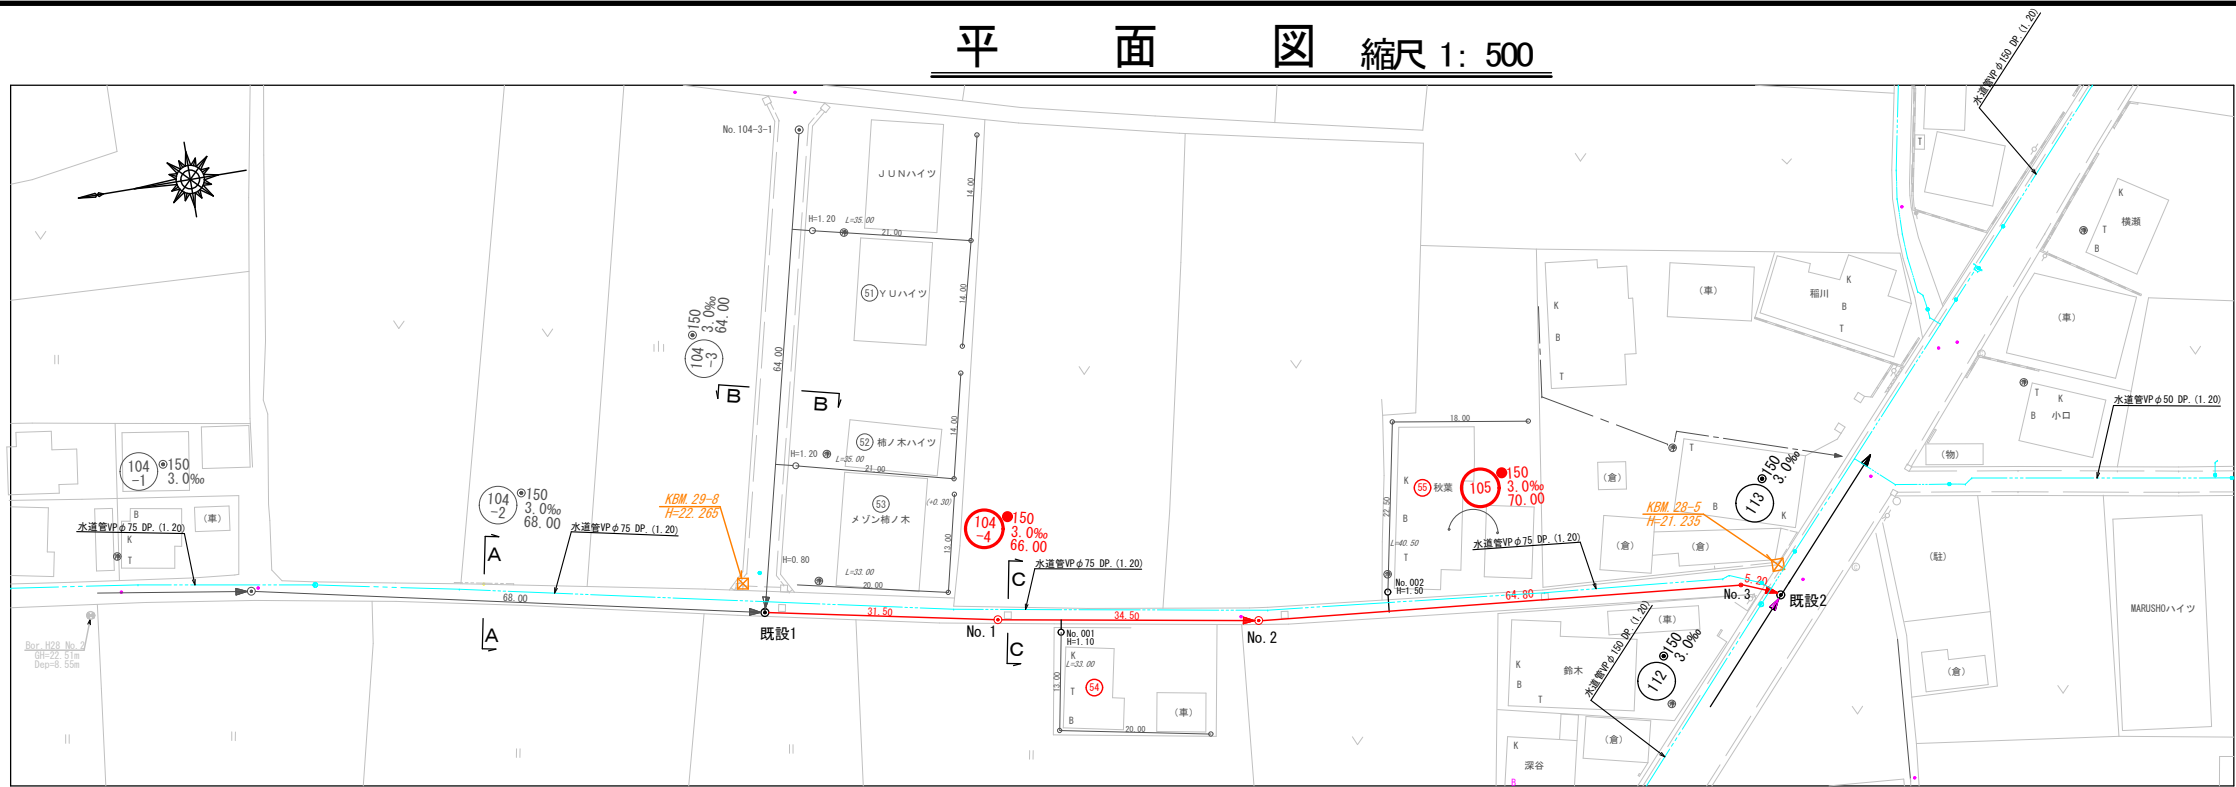 平 面 図 縮尺 1: 500
水道管VPφ150 DP.(1.20)
No.104-3-1
JUNハイツ
14.00
H=1.20
L=35.00
21.00
51 YUハイツ
14.00
150
3.0‰
64.00
104
-3
64.00
B
B
52 柿ノ木ハイツ
14.00
H=1.20
L=35.00
21.00
53
メゾン柿ノ木
(+0.30)
13.00
H=0.80
L=33.00
20.00
104
-1
150
3.0‰
B
K
T
(車)
水道管VPφ75 DP.(1.20)
104
-2
150
3.0‰
68.00
水道管VPφ75 DP.(1.20)
KBM.29-8
H=22.265
A
A
68.00
Bor.H28 No.2
GH=22.51m
Dep=8.55m
既設1
31.50
No.1
104
-4
150
3.0‰
66.00
水道管VPφ75 DP.(1.20)
C
C
34.50
No.2
No.001
H=1.10
K
L=33.00
T
54
B
13.00
20.00
(車)
18.00
22.50
K
55 秋葉
B
T
L=40.50
105
150
3.0‰
70.00
No.002
H=1.50
水道管VPφ75 DP.(1.20)
64.80
K
B
T
(車)
稲川
K
B
T
T
(倉)
(倉)
(倉)
T
B
K
KBM.28-5
H=21.235
113
150
3.0‰
5.20
No.3
既設2
(車)
鈴木
K
B
T
水道管VPφ150 DP.(1.20)
112
150
3.0‰
(倉)
K
深谷
B
K
横瀬
T
B
(車)
T
K
B
小口
水道管VPφ50 DP.(1.20)
(物)
(駐)
(倉)
MARUSHOハイツ